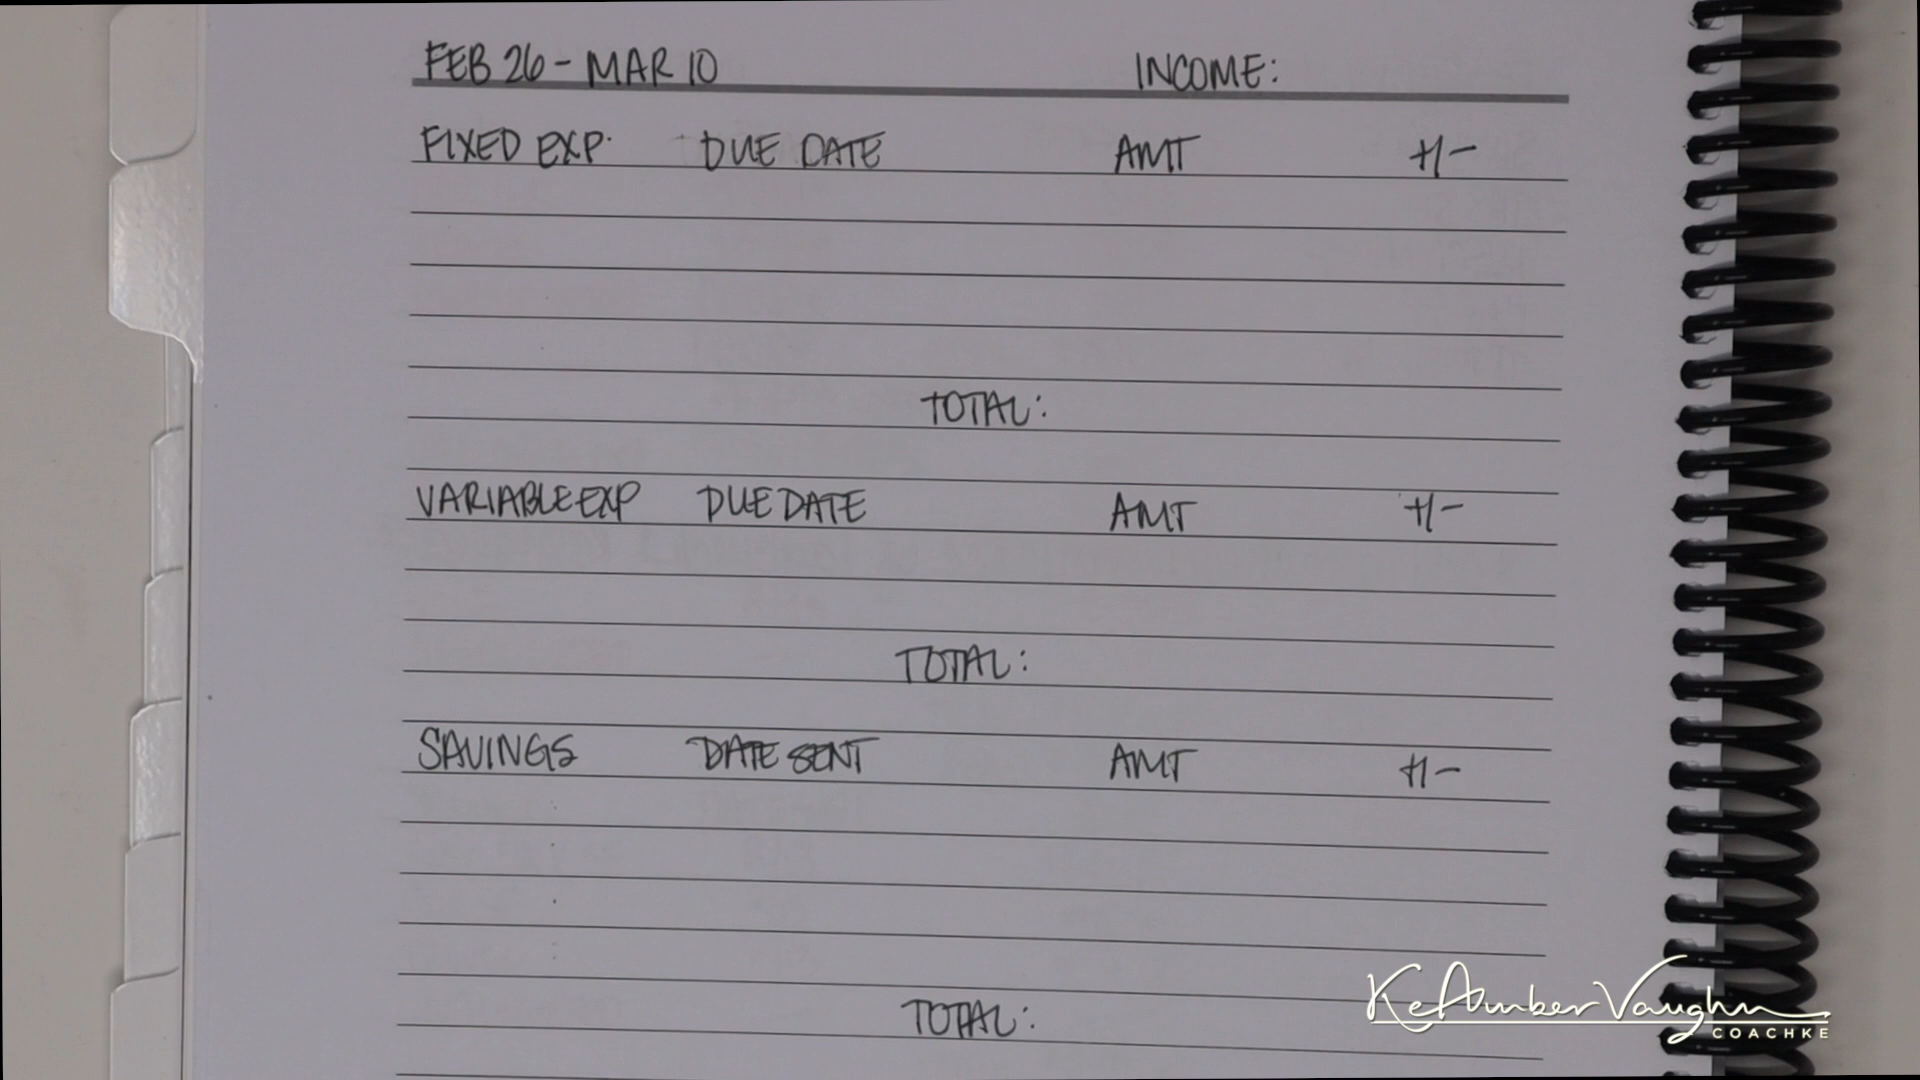 FEB 26 - MAR 10 INCOME:
FIXED EXP. DUE DATE AMT +/-
TOTAL:
VARIABLE EXP DUE DATE AMT +/-
TOTAL:
SAVINGS DATE SENT AMT +/-
TOTAL:
KeAmber Vaughn
COACHKE